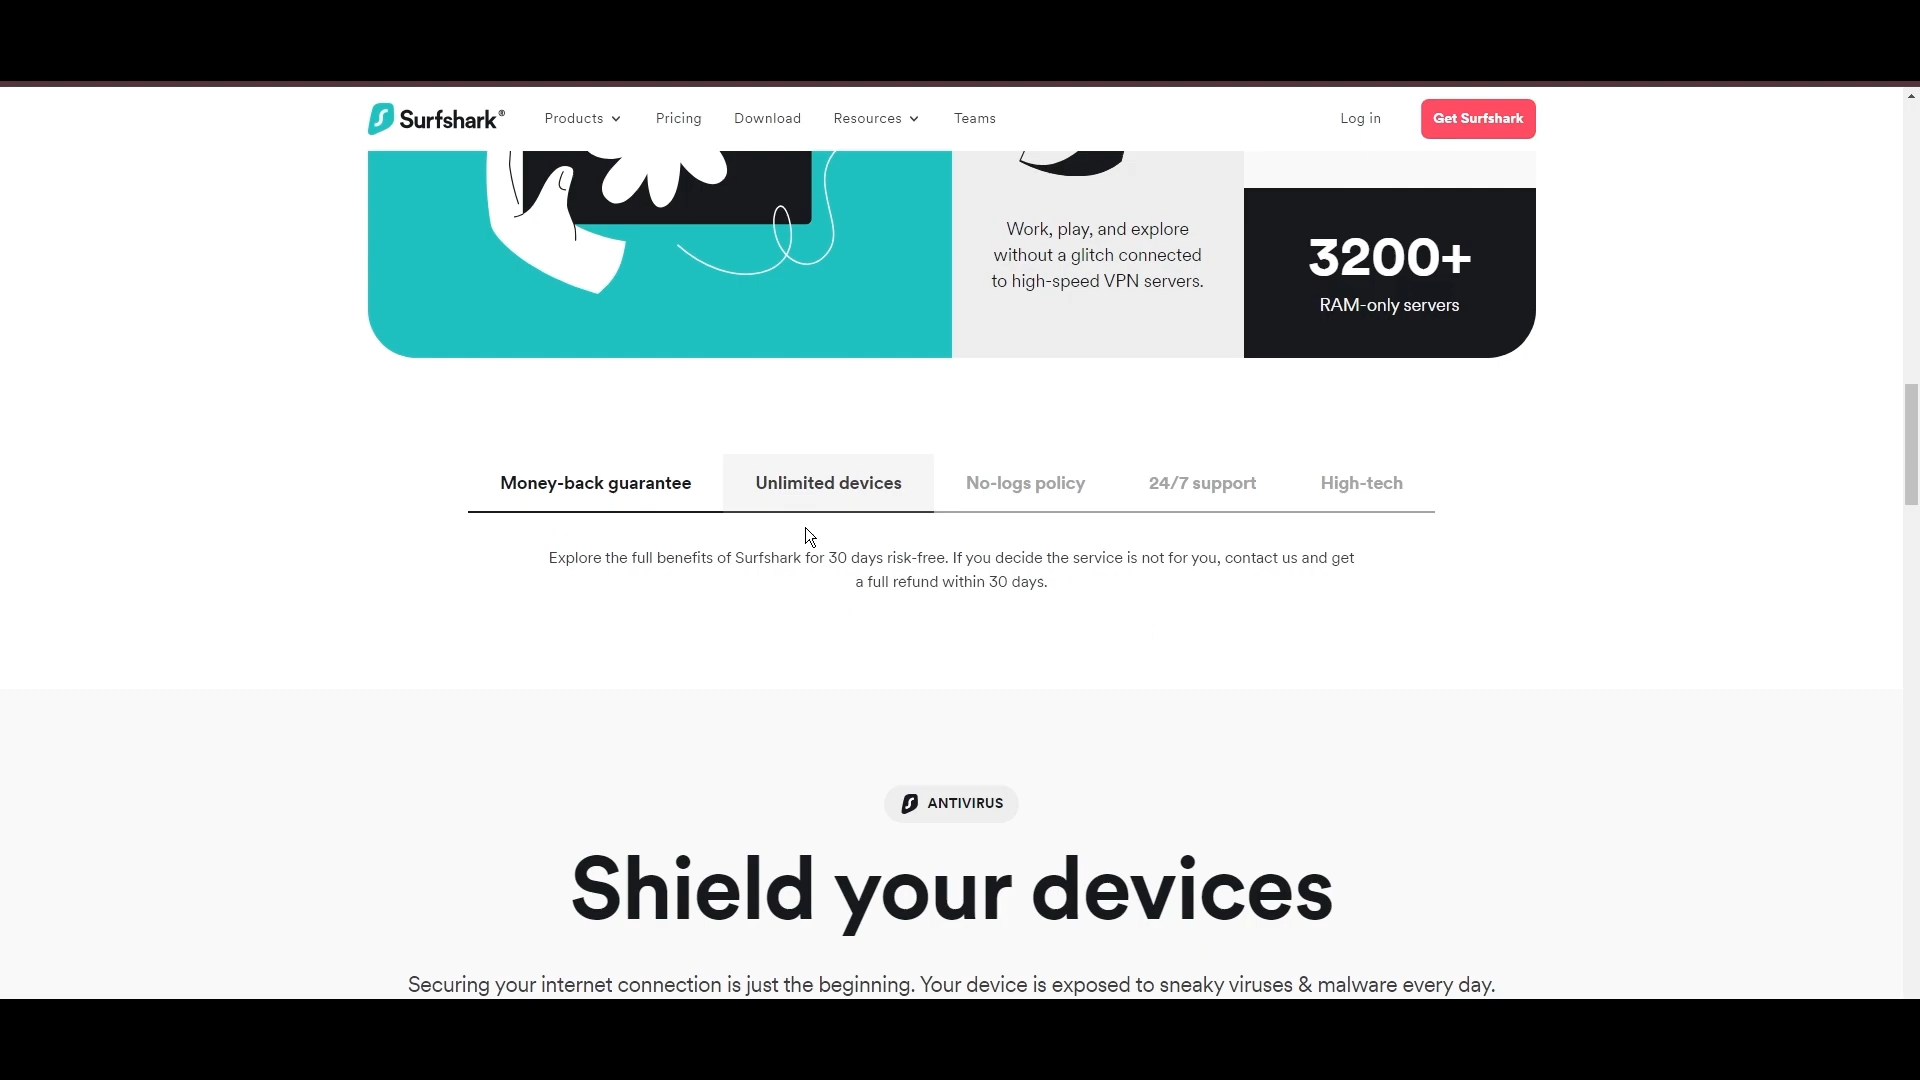 Surfshark®
Products
Pricing
Download
Resources
Teams
Log in
Get Surfshark
Work, play, and explore
without a glitch connected
to high-speed VPN servers.
3200+
RAM-only servers
Money-back guarantee
Unlimited devices
No-logs policy
24/7 support
High-tech
Explore the full benefits of Surfshark for 30 days risk-free. If you decide the service is not for you, contact us and get
a full refund within 30 days.
ANTIVIRUS
Shield your devices
Securing your internet connection is just the beginning. Your device is exposed to sneaky viruses & malware every day.